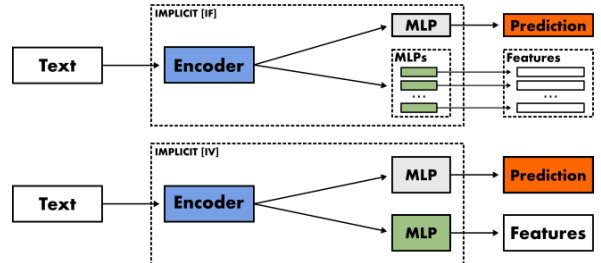 IMPLICIT [IF]
Text
Encoder
MLP
Prediction
MLPs
Features
...
...
IMPLICIT [IV]
Text
Encoder
MLP
Prediction
MLP
Features